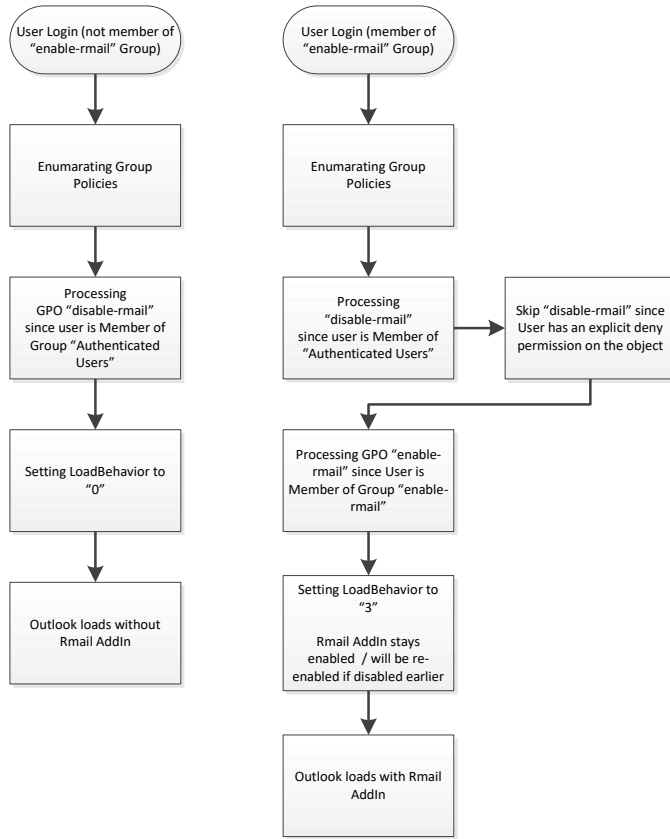 User Login (not member of
“enable-rmail” Group)
Enumarating Group
Policies
Processing
GPO “disable-rmail”
since user is Member of
Group “Authenticated
Users”
Setting LoadBehavior to
“0”
Outlook loads without
Rmail AddIn
User Login (member of
“enable-rmail” Group)
Enumarating Group
Policies
Processing
“disable-rmail”
since user is Member of
“Authenticated Users”
Skip “disable-rmail” since
User has an explicit deny
permission on the object
Processing GPO “enable-
rmail” since User is
Member of Group “enable-
rmail”
Setting LoadBehavior to
“3”
Rmail AddIn stays
enabled / will be re-
enabled if disabled earlier
Outlook loads with Rmail
AddIn